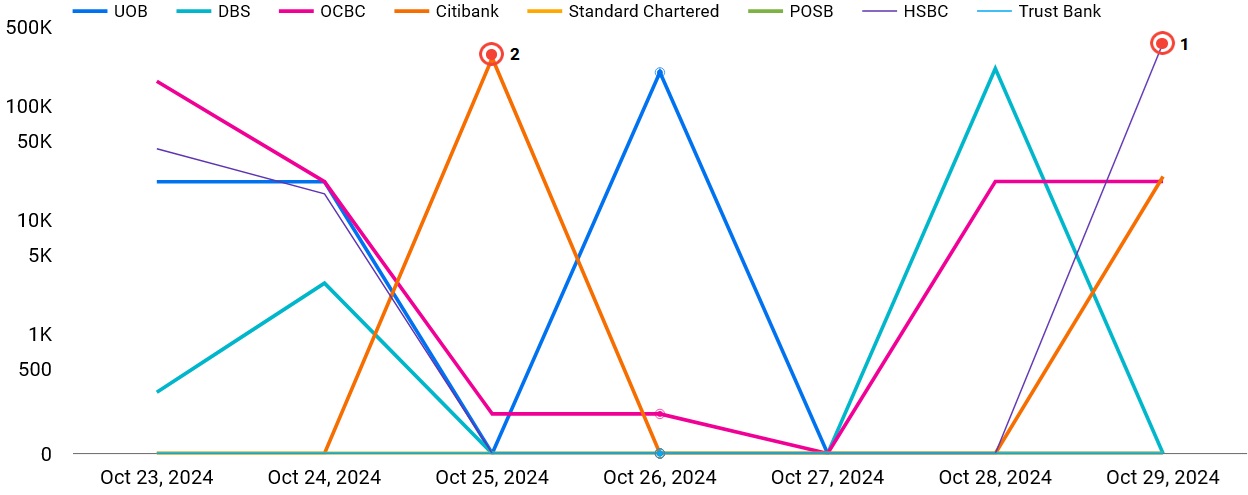 UOB DBS OCBC Citibank Standard Chartered POSB HSBC Trust Bank
500K
2
1
100K
50K
10K
5K
1K
500
0
Oct 23, 2024 Oct 24, 2024 Oct 25, 2024 Oct 26, 2024 Oct 27, 2024 Oct 28, 2024 Oct 29, 2024